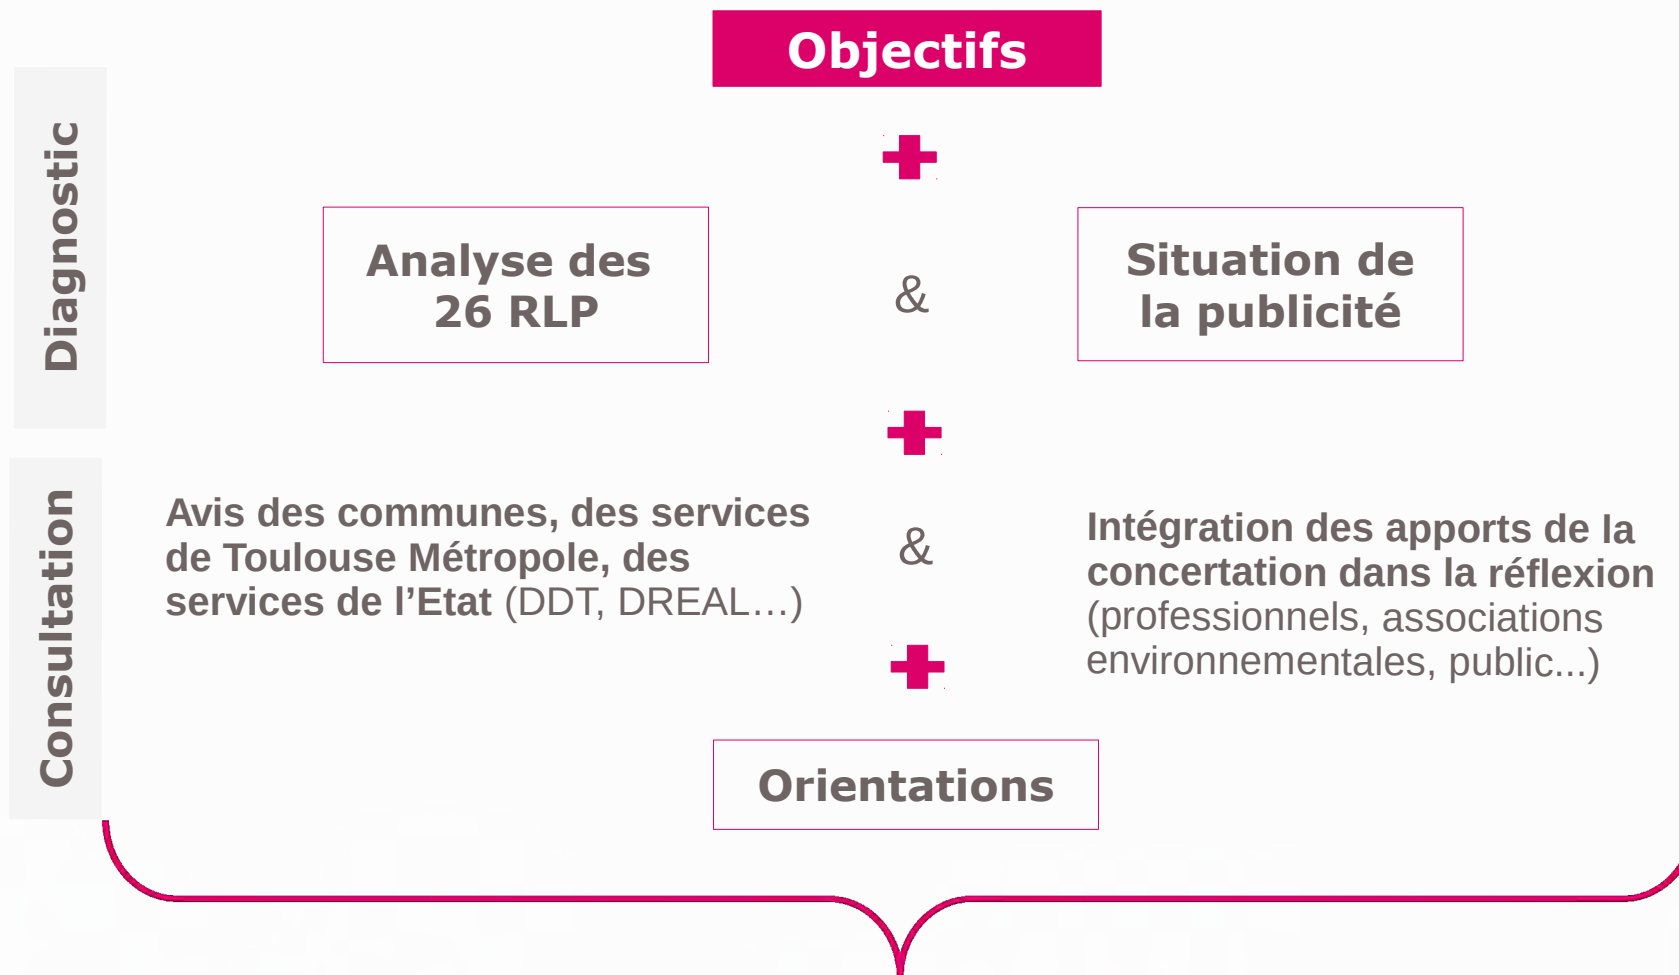 Objectifs
Diagnostic
Analyse des
26 RLP
&
Situation de
la publicité
Consultation
Avis des communes, des services
de Toulouse Métropole, des
services de l’Etat (DDT, DREAL…)
&
Intégration des apports de la
concertation dans la réflexion
(professionnels, associations
environnementales, public...)
Orientations